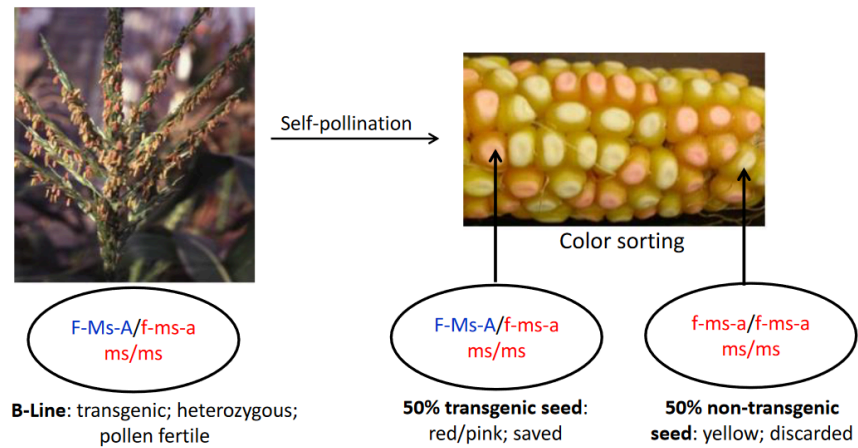 Self-pollination
Color sorting
F-Ms-A/f-ms-a
ms/ms
F-Ms-A/f-ms-a
ms/ms
f-ms-a/f-ms-a
ms/ms
B-Line: transgenic; heterozygous;
pollen fertile
50% transgenic seed:
red/pink; saved
50% non-transgenic
seed: yellow; discarded